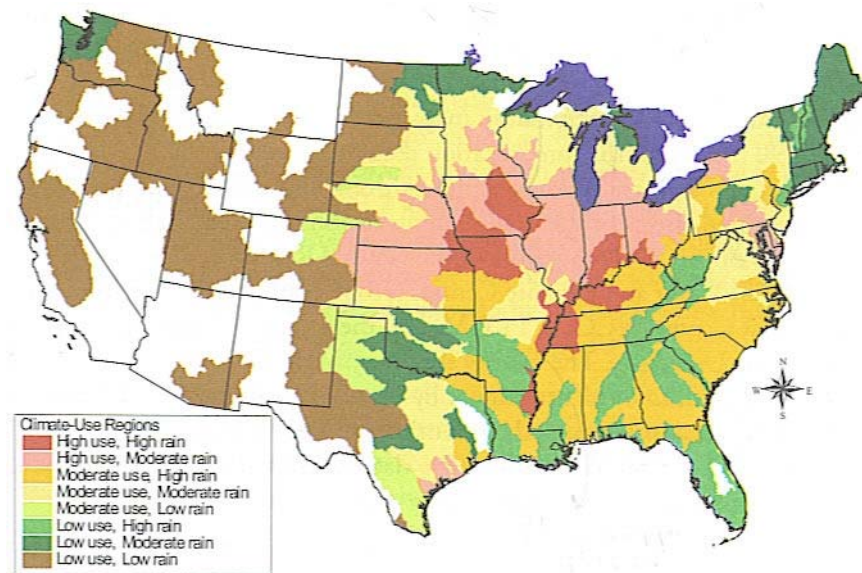 N
W E
S
Climate-Use Regions
High use, High rain
High use, Moderate rain
Moderate use, High rain
Moderate use, Moderate rain
Moderate use, Low rain
Low use, High rain
Low use, Moderate rain
Low use, Low rain